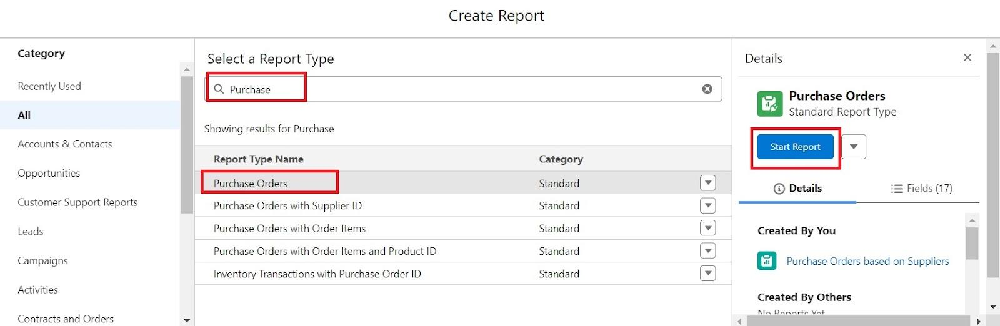 Create Report
Category
Recently Used
All
Accounts & Contacts
Opportunities
Customer Support Reports
Leads
Campaigns
Activities
Contracts and Orders
Select a Report Type
Purchase
Showing results for Purchase
Report Type Name Category
Purchase Orders Standard
Purchase Orders with Supplier ID Standard
Purchase Orders with Order Items Standard
Purchase Orders with Order Items and Product ID Standard
Inventory Transactions with Purchase Order ID Standard
Details
Purchase Orders
Standard Report Type
Start Report
Details Fields (17)
Created By You
Purchase Orders based on Suppliers
Created By Others
No Reports Yet